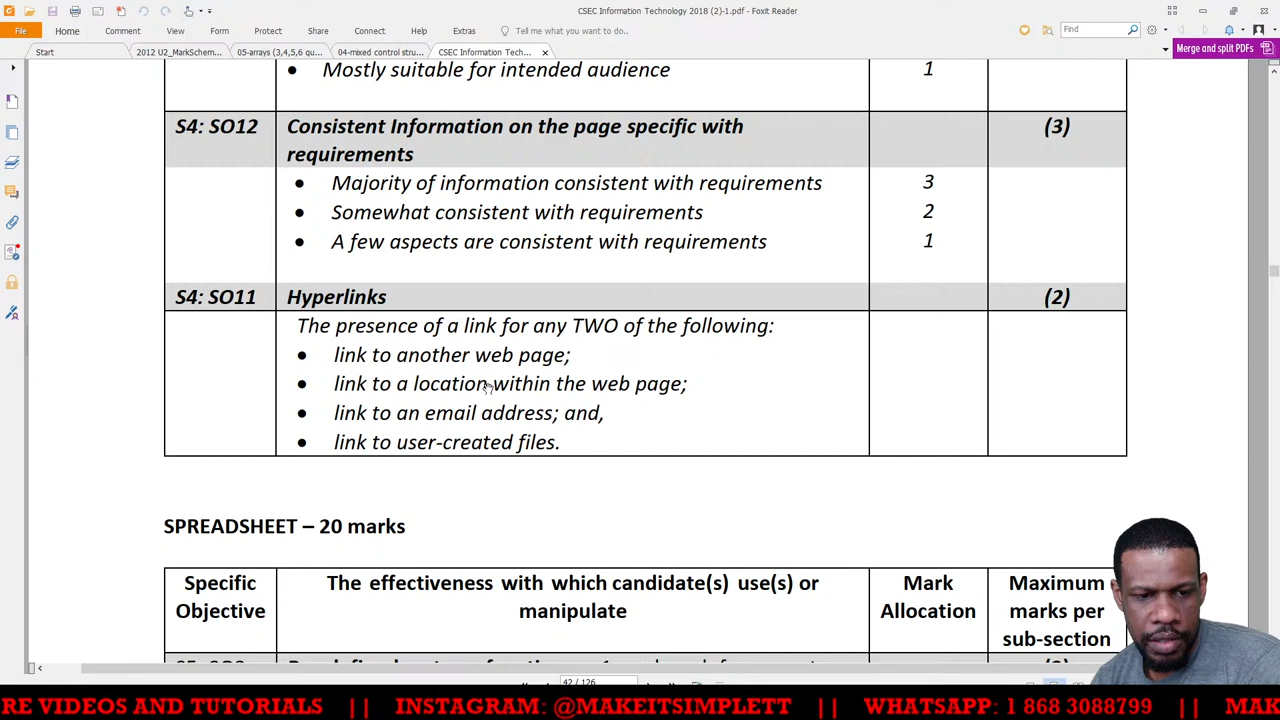 CSEC Information Technology 2018 (2)-1.pdf - Foxit Reader
File Home Comment View Form Protect Share Connect Help Extras Tell me what you want to do... Find
Start 2012 U2_MarkSchem... 05-arrays (3,4,5,6 qu... 04-mixed control stru... CSEC Information Tech... × Merge and split PDFs
• Mostly suitable for intended audience 1
S4: SO12 Consistent Information on the page specific with (3)
requirements
• Majority of information consistent with requirements 3
• Somewhat consistent with requirements 2
• A few aspects are consistent with requirements 1
S4: SO11 Hyperlinks (2)
The presence of a link for any TWO of the following:
• link to another web page;
• link to a location within the web page;
• link to an email address; and,
• link to user-created files.
SPREADSHEET – 20 marks
Specific The effectiveness with which candidate(s) use(s) or Mark Maximum
Objective manipulate Allocation marks per
sub-section
42 / 126
RE VIDEOS AND TUTORIALS || INSTAGRAM: @MAKEITSIMPLETT || WHATSAPP: 1 868 3088799 || MAK